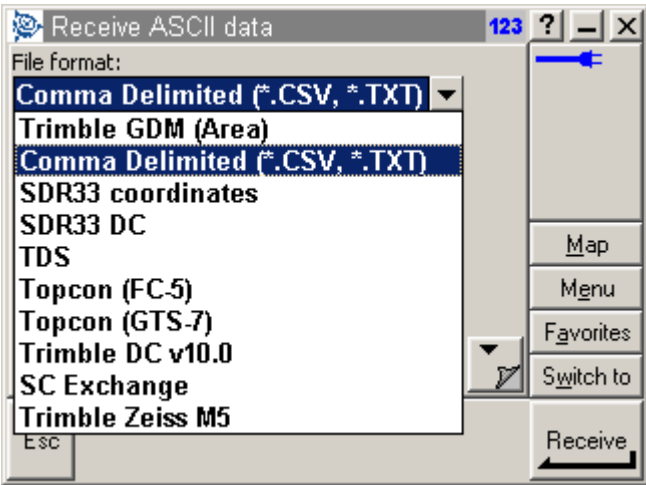 Receive ASCII data 123 ? _ X
File format:
Comma Delimited (*.CSV, *.TXT)
Trimble GDM (Area)
Comma Delimited (*.CSV, *.TXT)
SDR33 coordinates
SDR33 DC
TDS
Topcon (FC-5)
Topcon (GTS-7)
Trimble DC v10.0
SC Exchange
Trimble Zeiss M5
Map
Menu
Favorites
Switch to
Esc
Receive